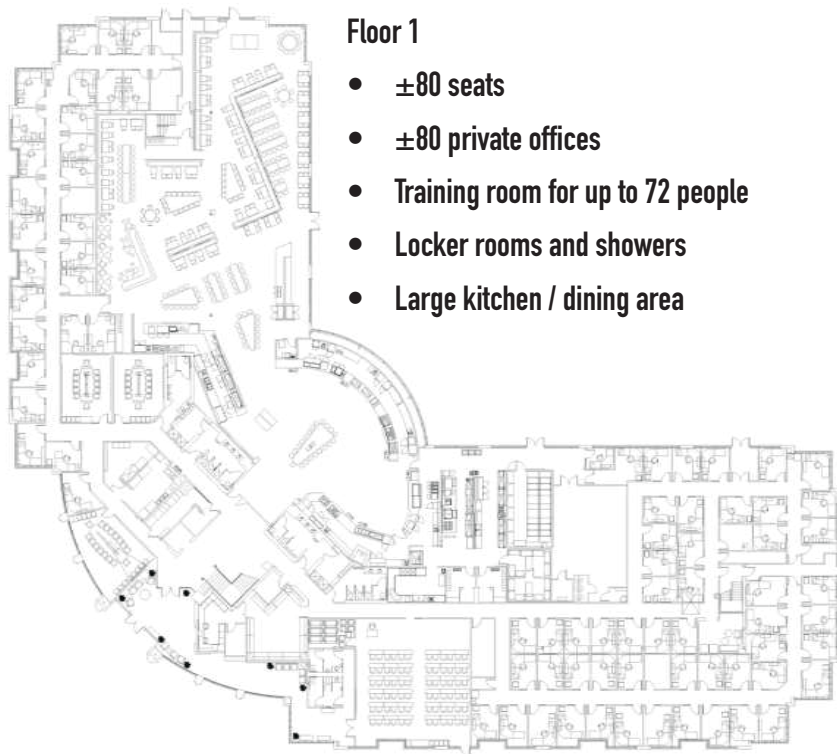 Floor 1
• ±80 seats
• ±80 private offices
• Training room for up to 72 people
• Locker rooms and showers
• Large kitchen / dining area